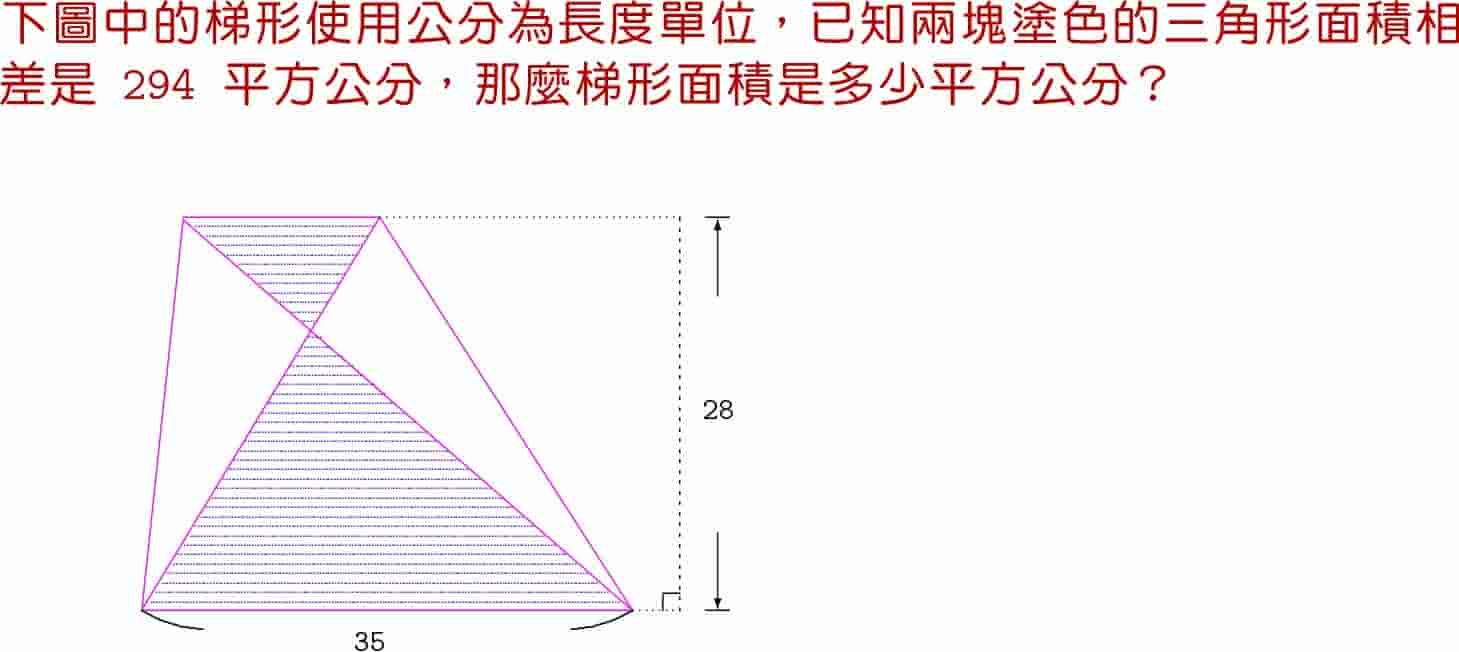 下圖中的梯形使用公分為長度單位，已知兩塊塗色的三角形面積相
差是 294 平方公分，那麼梯形面積是多少平方公分？
28
35